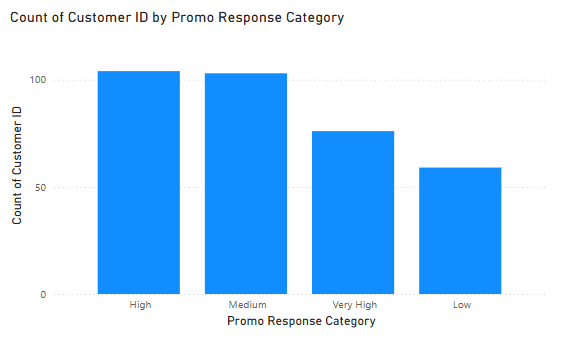 Count of Customer ID by Promo Response Category
Count of Customer ID
100
50
0
High Medium Very High Low
Promo Response Category